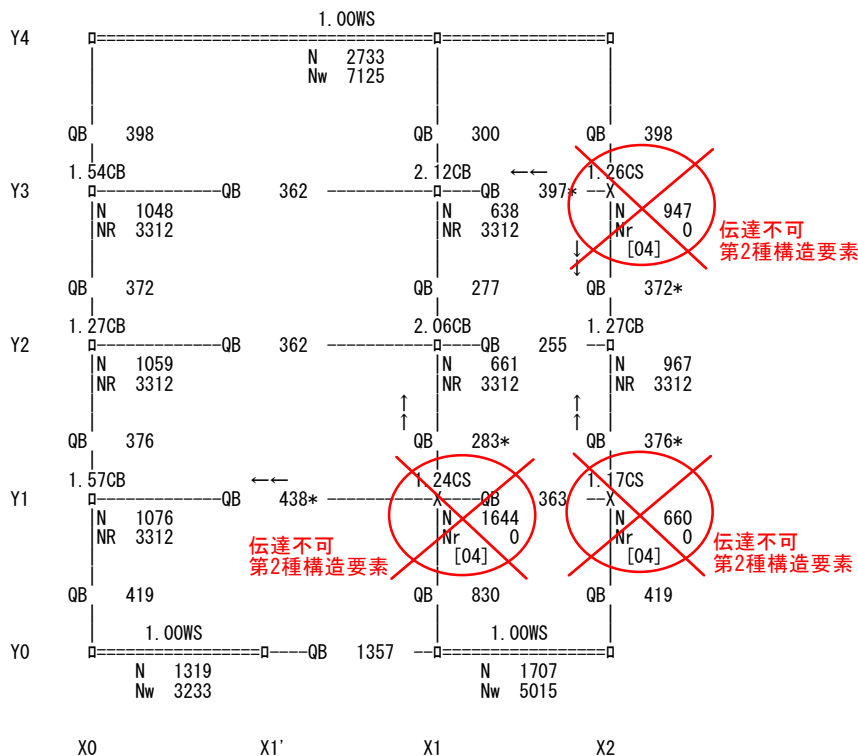 1.00WS
Y4
N 2733
Nw 7125
QB 398
QB 300
QB 398
1.54CB
2.12CB
←←
1.26CS
Y3
QB 362
QB 397*
X
N 1048
NR 3312
N 638
NR 3312
N 947
Nr 0
[04]
伝達不可
第2種構造要素
↓
↓
QB 372
QB 277
QB 372*
1.27CB
2.06CB
1.27CB
Y2
QB 362
QB 255
N 1059
NR 3312
N 661
NR 3312
N 967
NR 3312
↑ ↑
↑ ↑
QB 376
QB 283*
QB 376*
1.57CB
←←
1.24CS
1.17CS
Y1
QB 438*
X
QB 363
X
N 1076
NR 3312
N 1644
Nr 0
[04]
伝達不可
第2種構造要素
N 660
Nr 0
[04]
伝達不可
第2種構造要素
QB 419
QB 830
QB 419
1.00WS
1.00WS
Y0
QB 1357
N 1319
Nw 3233
N 1707
Nw 5015
X0 X1' X1 X2